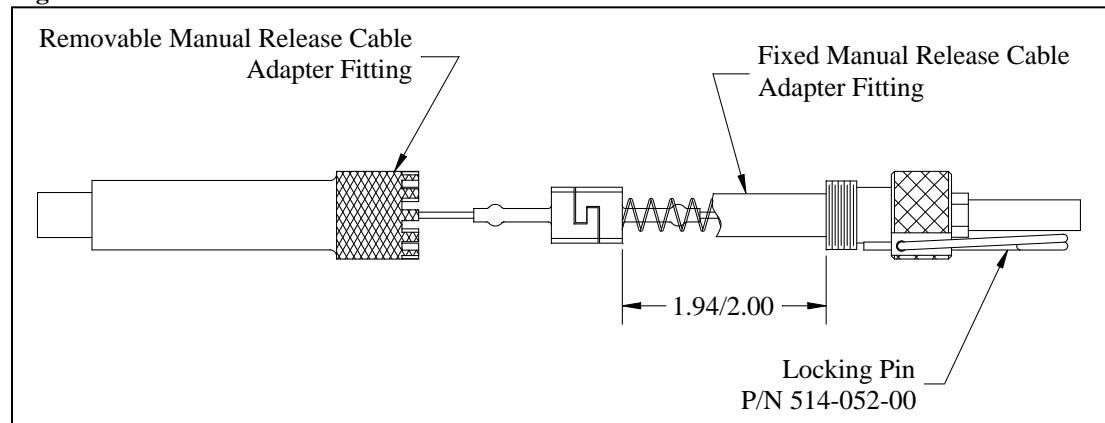 Removable Manual Release Cable
Adapter Fitting
Fixed Manual Release Cable
Adapter Fitting
1.94/2.00
Locking Pin
P/N 514-052-00